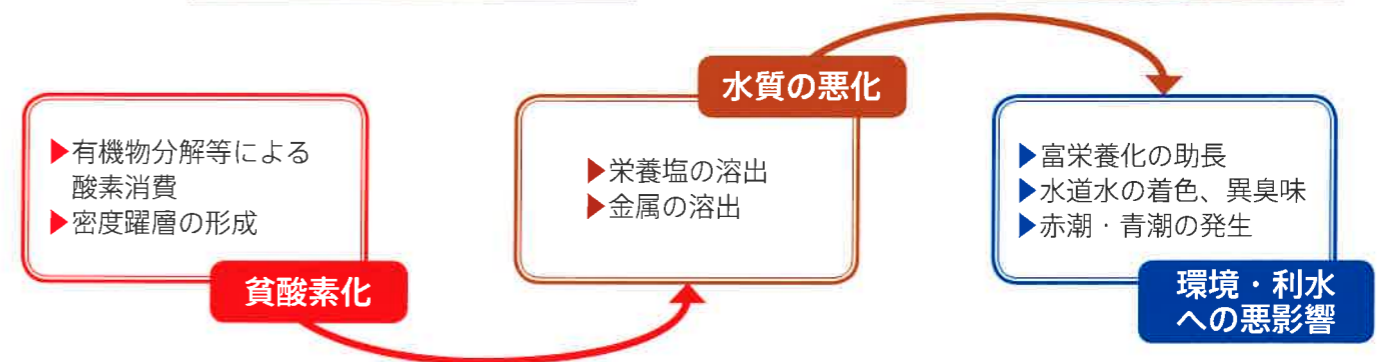 ▶有機物分解等による
酸素消費
▶密度躍層の形成
貧酸素化
水質の悪化
▶栄養塩の溶出
▶金属の溶出
▶富栄養化の助長
▶水道水の着色、異臭味
▶赤潮・青潮の発生
環境・利水
への悪影響